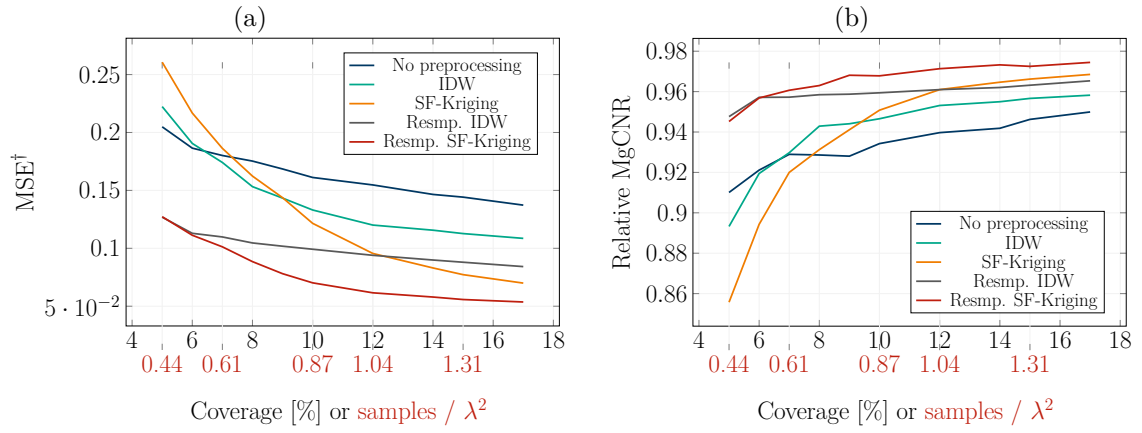 (a)
MSE†
0.25
0.2
0.15
0.1
5 · 10⁻²
No preprocessing
IDW
SF-Kriging
Resmp. IDW
Resmp. SF-Kriging
4 6 8 10 12 14 16 18
0.44 0.61 0.87 1.04 1.31
Coverage [%] or samples / λ²
(b)
Relative MgCNR
0.98
0.96
0.94
0.92
0.9
0.88
0.86
No preprocessing
IDW
SF-Kriging
Resmp. IDW
Resmp. SF-Kriging
4 6 8 10 12 14 16 18
0.44 0.61 0.87 1.04 1.31
Coverage [%] or samples / λ²